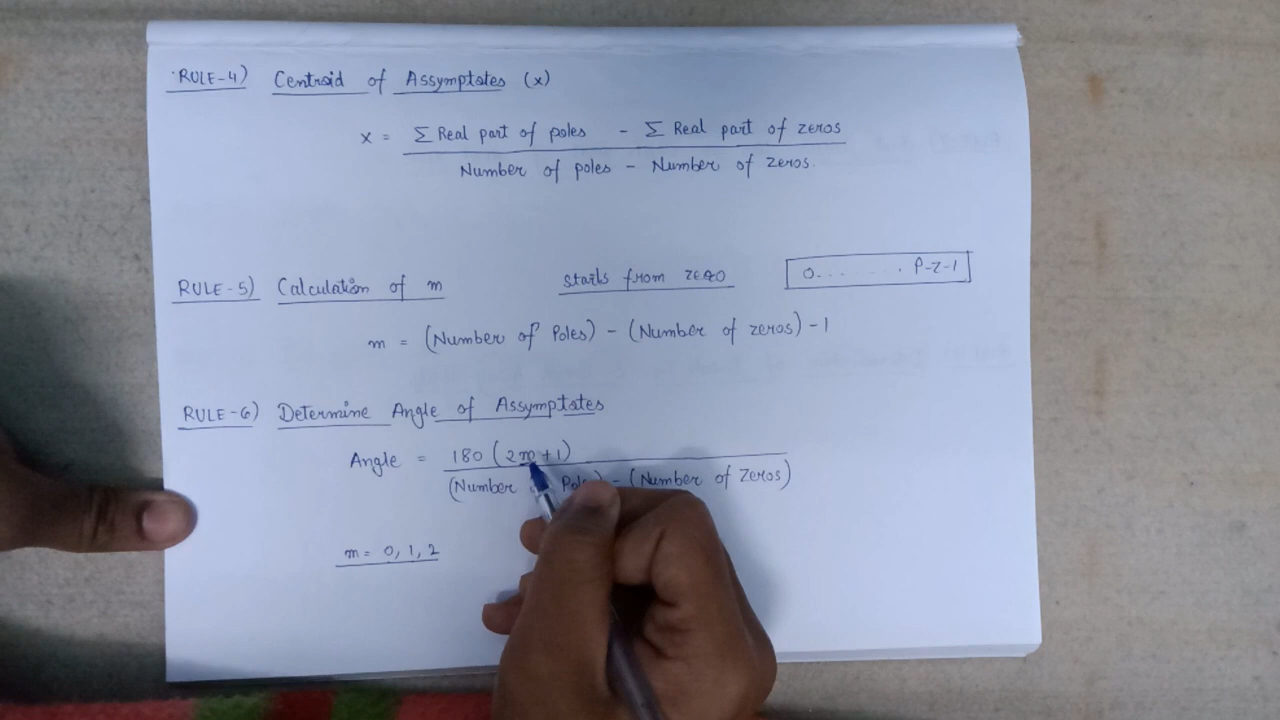 RULE-4) Centroid of Assymptotes (x)
x = Σ Real part of poles - Σ Real part of zeros
Number of poles - Number of zeros.
RULE-5) Calculation of m starts from zero 0....... P-Z-1
m = (Number of Poles) - (Number of zeros) - 1
RULE-6) Determine Angle of Assymptotes
Angle = 180 (2m+1)
(Number Poles) - (Number of Zeros)
m = 0, 1, 2